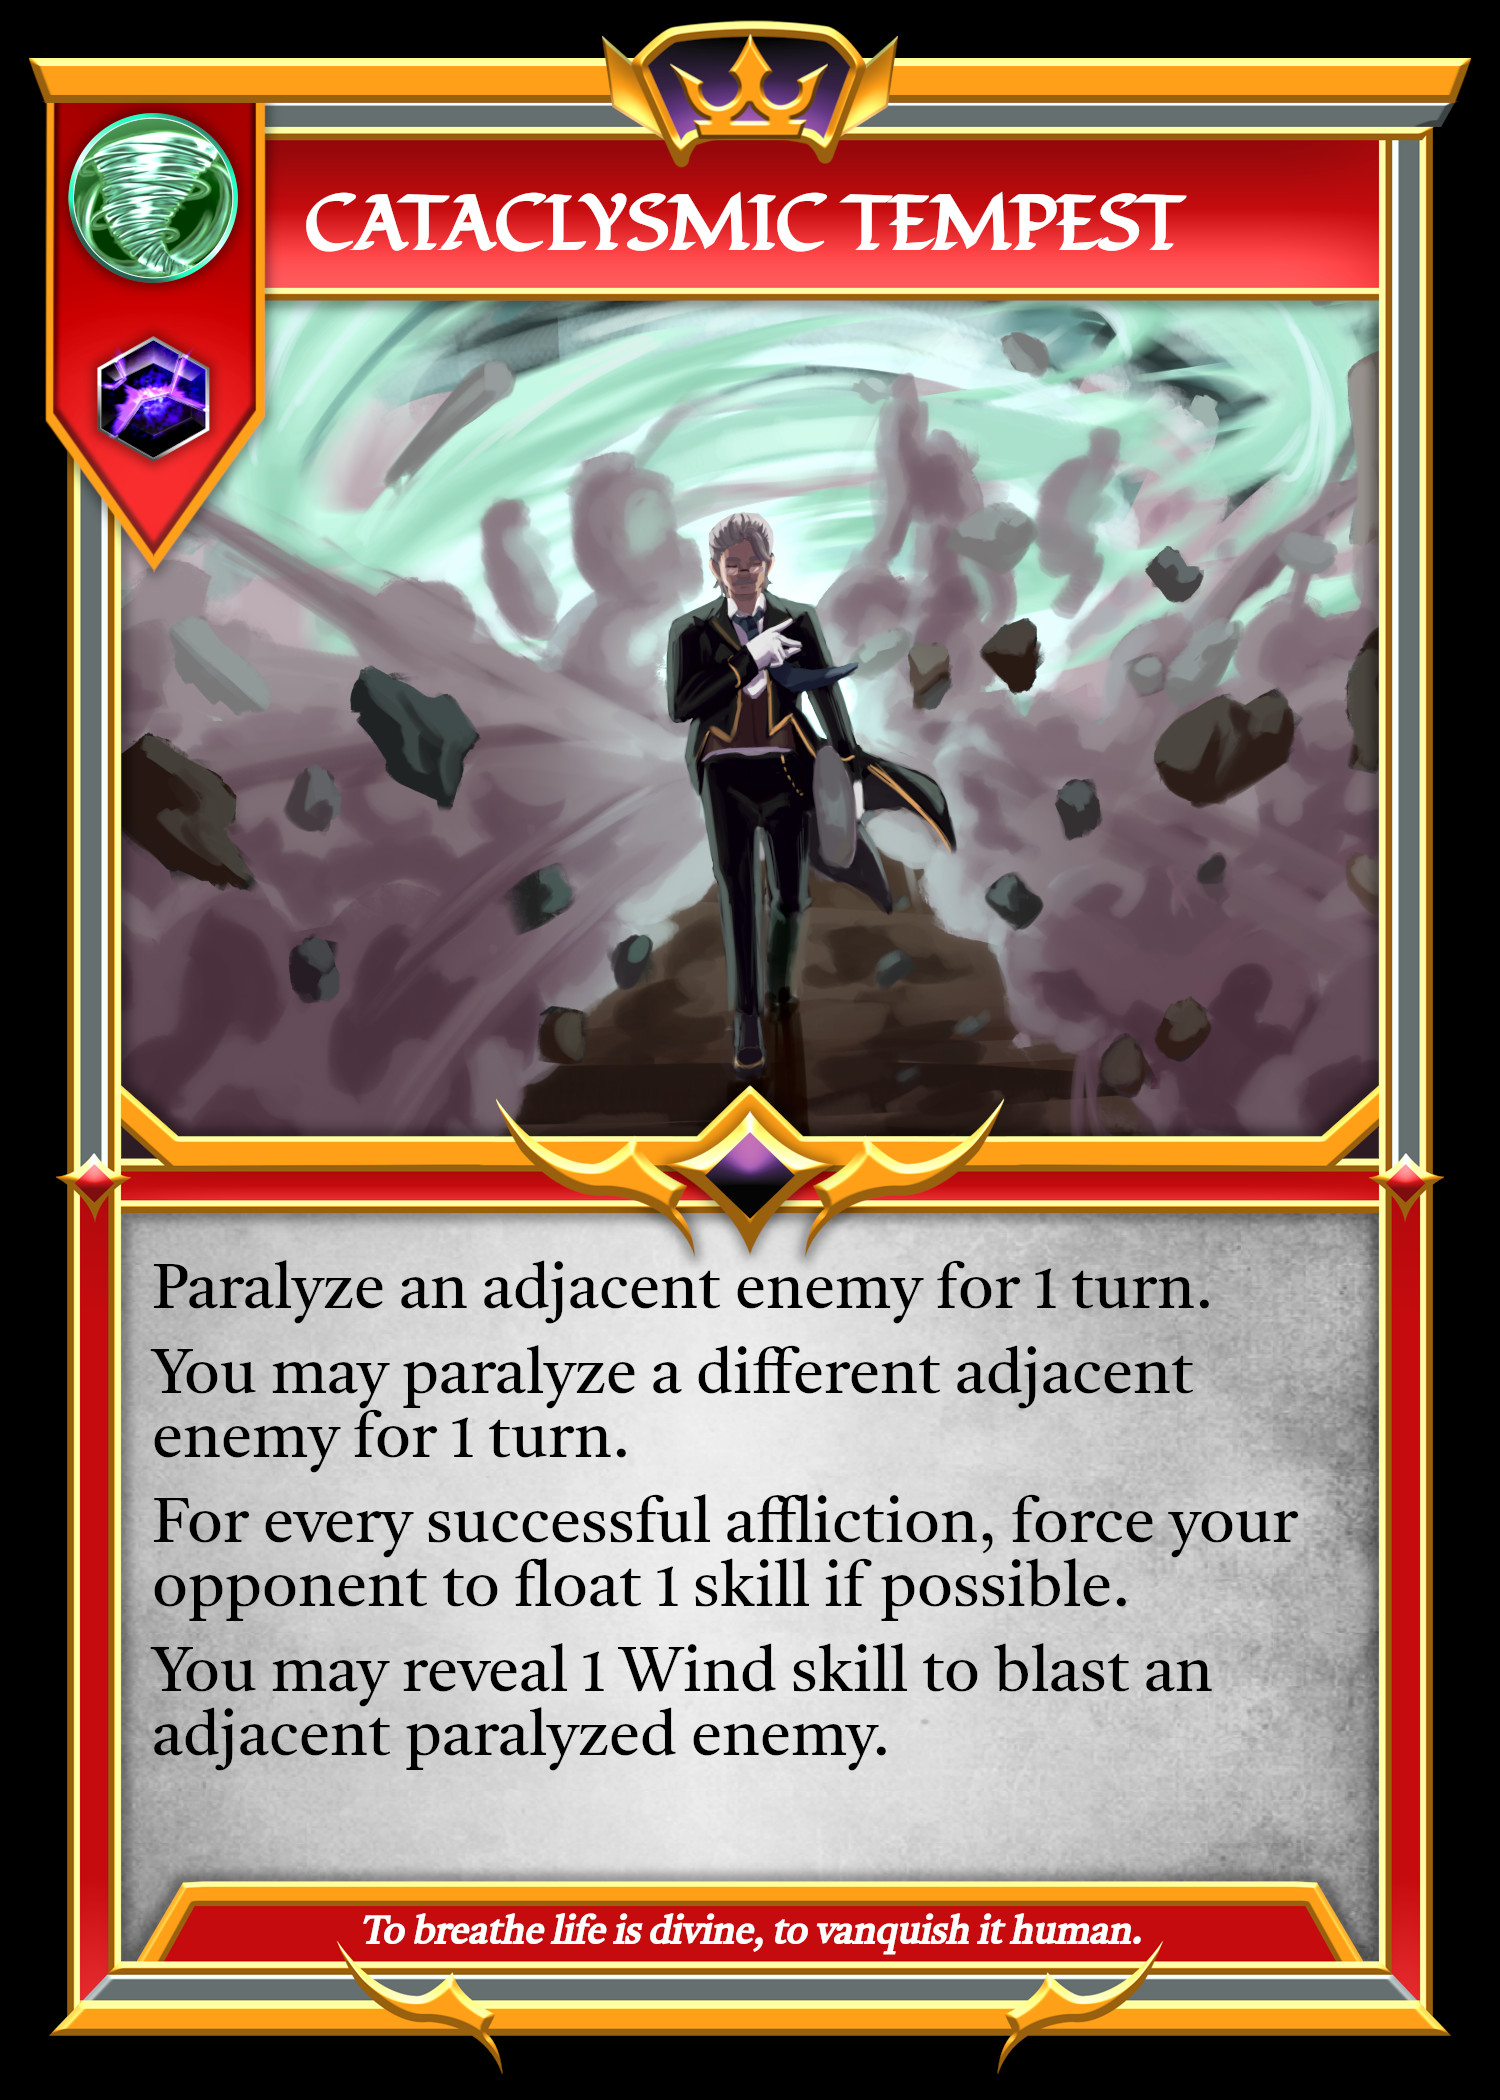 CATACLYSMIC TEMPEST
Paralyze an adjacent enemy for 1 turn.
You may paralyze a different adjacent
enemy for 1 turn.
For every successful affliction, force your
opponent to float 1 skill if possible.
You may reveal 1 Wind skill to blast an
adjacent paralyzed enemy.
To breathe life is divine, to vanquish it human.